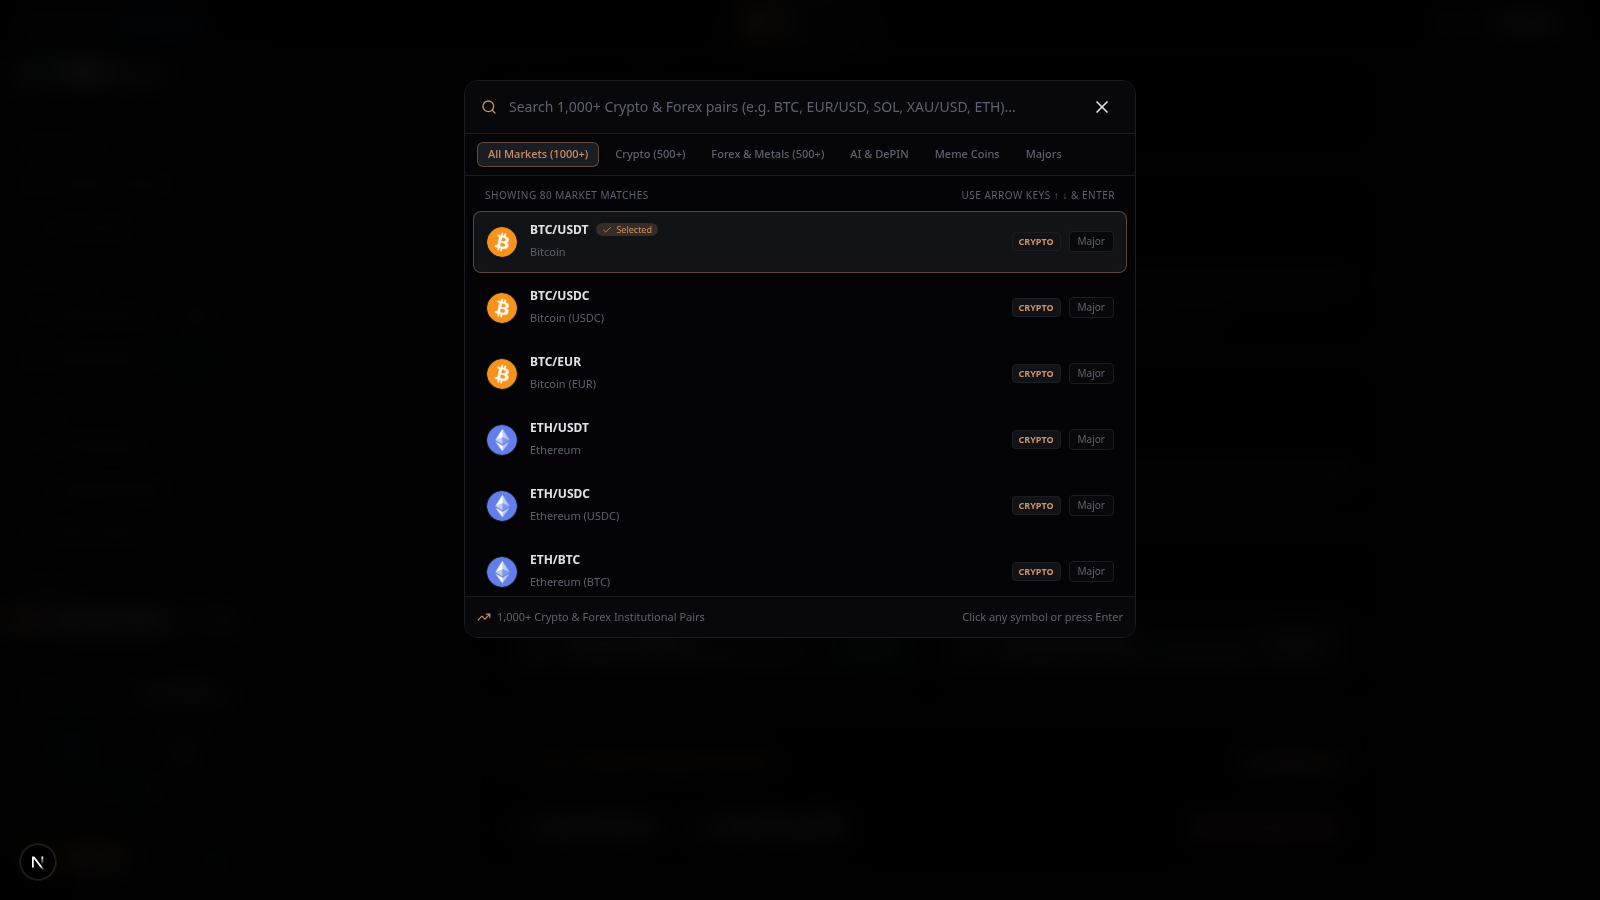 Search 1,000+ Crypto & Forex pairs (e.g. BTC, EUR/USD, SOL, XAU/USD, ETH)...
All Markets (1000+) Crypto (500+) Forex & Metals (500+) AI & DePIN Meme Coins Majors
SHOWING 80 MARKET MATCHES USE ARROW KEYS ↑ ↓ & ENTER
BTC/USDT Selected
Bitcoin
CRYPTO Major
BTC/USDC
Bitcoin (USDC)
CRYPTO Major
BTC/EUR
Bitcoin (EUR)
CRYPTO Major
ETH/USDT
Ethereum
CRYPTO Major
ETH/USDC
Ethereum (USDC)
CRYPTO Major
ETH/BTC
Ethereum (BTC)
CRYPTO Major
1,000+ Crypto & Forex Institutional Pairs Click any symbol or press Enter
N